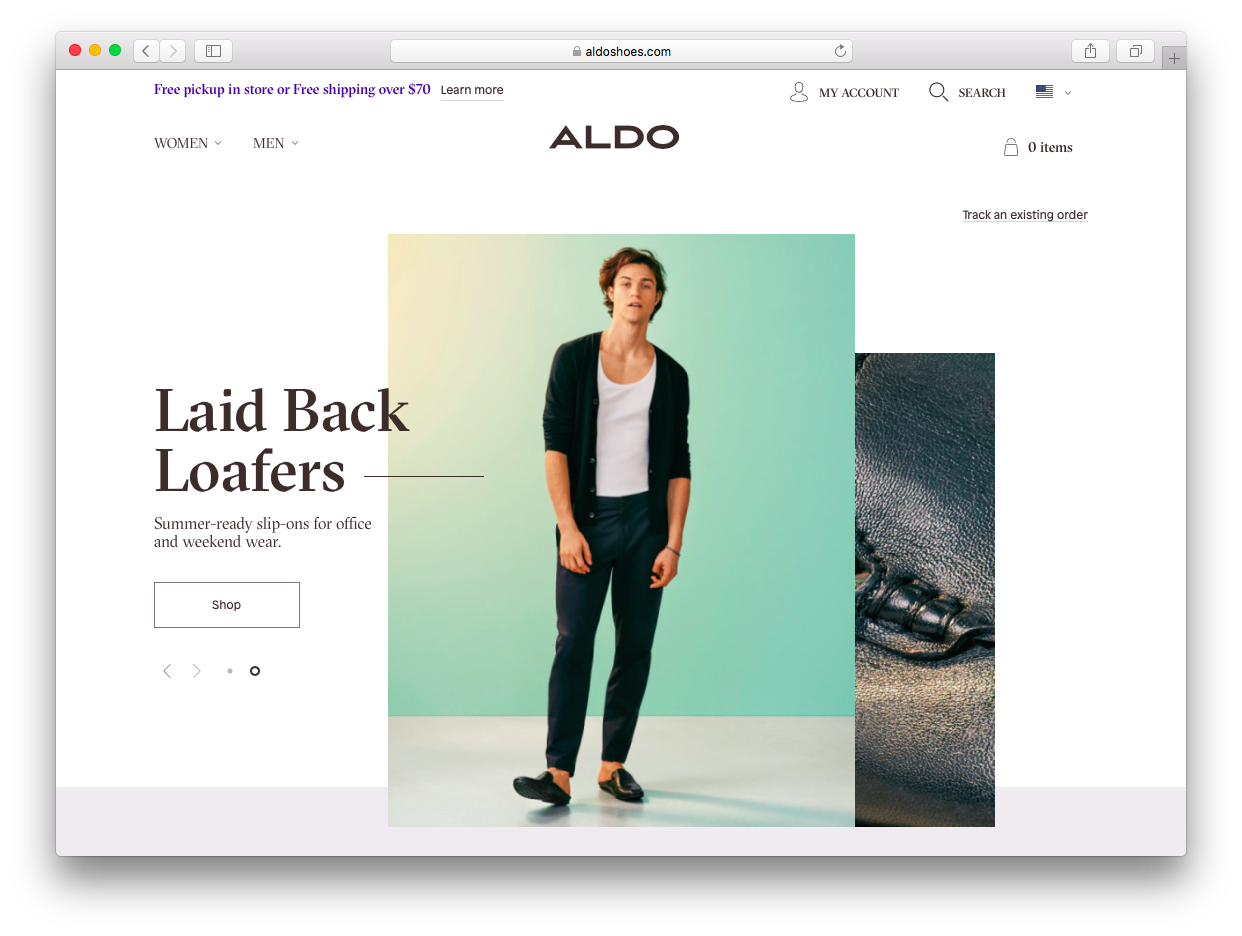 aldoshoes.com
Free pickup in store or Free shipping over $70 Learn more
MY ACCOUNT
SEARCH
WOMEN
MEN
ALDO
0 items
Track an existing order
Laid Back
Loafers
Summer-ready slip-ons for office
and weekend wear.
Shop